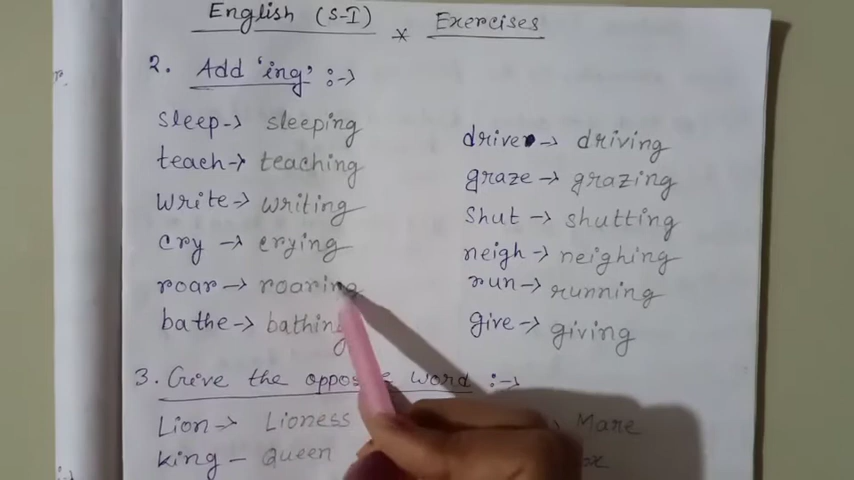 English (S-I) * Exercises
2. Add 'ing' :->
sleep -> sleeping
teach -> teaching
write -> writing
cry -> crying
roar -> roaring
bathe -> bathing
drive -> driving
graze -> grazing
shut -> shutting
neigh -> neighing
run -> running
give -> giving
3. Give the opposite word :->
Lion -> Lioness
King - Queen
-> Mare